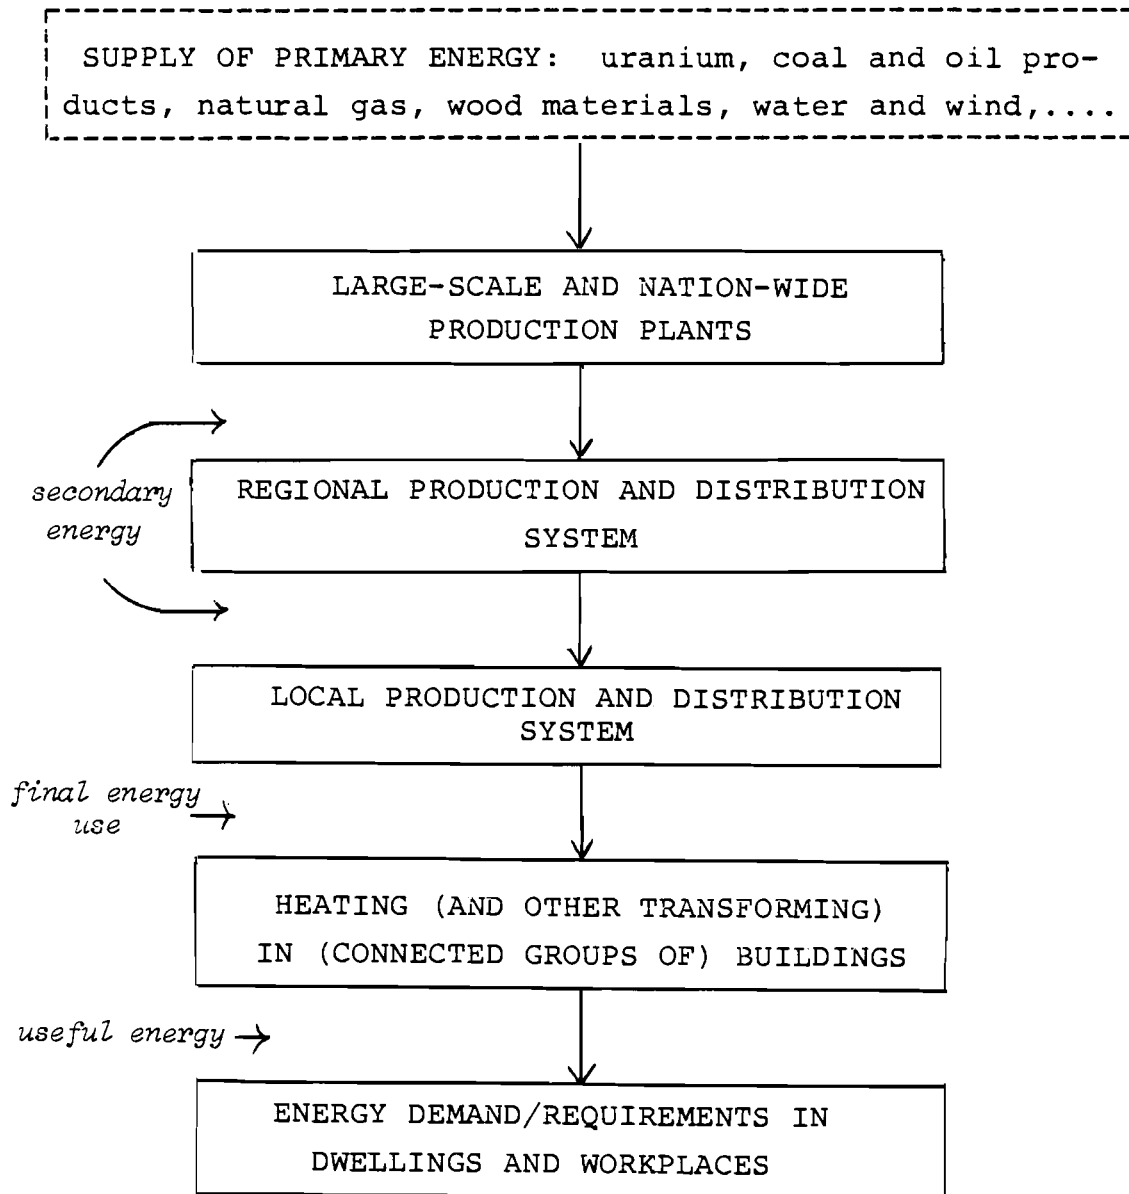 SUPPLY OF PRIMARY ENERGY: uranium, coal and oil pro-
ducts, natural gas, wood materials, water and wind,....
LARGE-SCALE AND NATION-WIDE
PRODUCTION PLANTS
secondary
energy
REGIONAL PRODUCTION AND DISTRIBUTION
SYSTEM
LOCAL PRODUCTION AND DISTRIBUTION
SYSTEM
final energy
use
HEATING (AND OTHER TRANSFORMING)
IN (CONNECTED GROUPS OF) BUILDINGS
useful energy
ENERGY DEMAND/REQUIREMENTS IN
DWELLINGS AND WORKPLACES